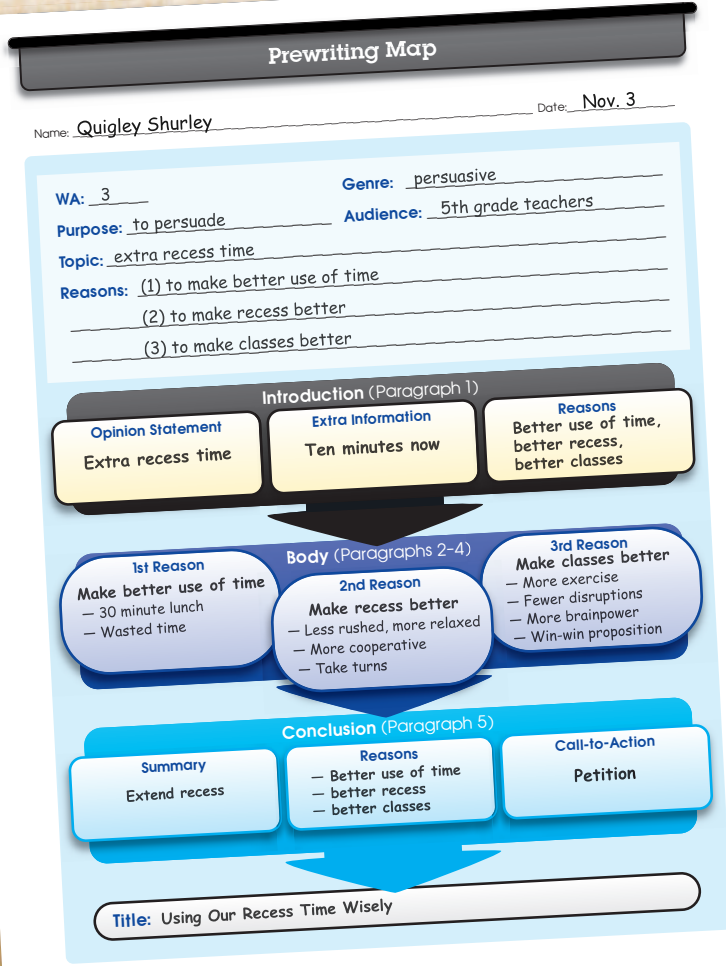 Prewriting Map
Name: Quigley Shurley Date: Nov. 3
WA: 3
Genre: persuasive
Purpose: to persuade
Audience: 5th grade teachers
Topic: extra recess time
Reasons: (1) to make better use of time
(2) to make recess better
(3) to make classes better
Introduction (Paragraph 1)
Opinion Statement
Extra recess time
Extra Information
Ten minutes now
Reasons
Better use of time,
better recess,
better classes
Body (Paragraphs 2-4)
1st Reason
Make better use of time
— 30 minute lunch
— Wasted time
2nd Reason
Make recess better
— Less rushed, more relaxed
— More cooperative
— Take turns
3rd Reason
Make classes better
— More exercise
— Fewer disruptions
— More brainpower
— Win-win proposition
Conclusion (Paragraph 5)
Summary
Extend recess
Reasons
— Better use of time
— better recess
— better classes
Call-to-Action
Petition
Title: Using Our Recess Time Wisely